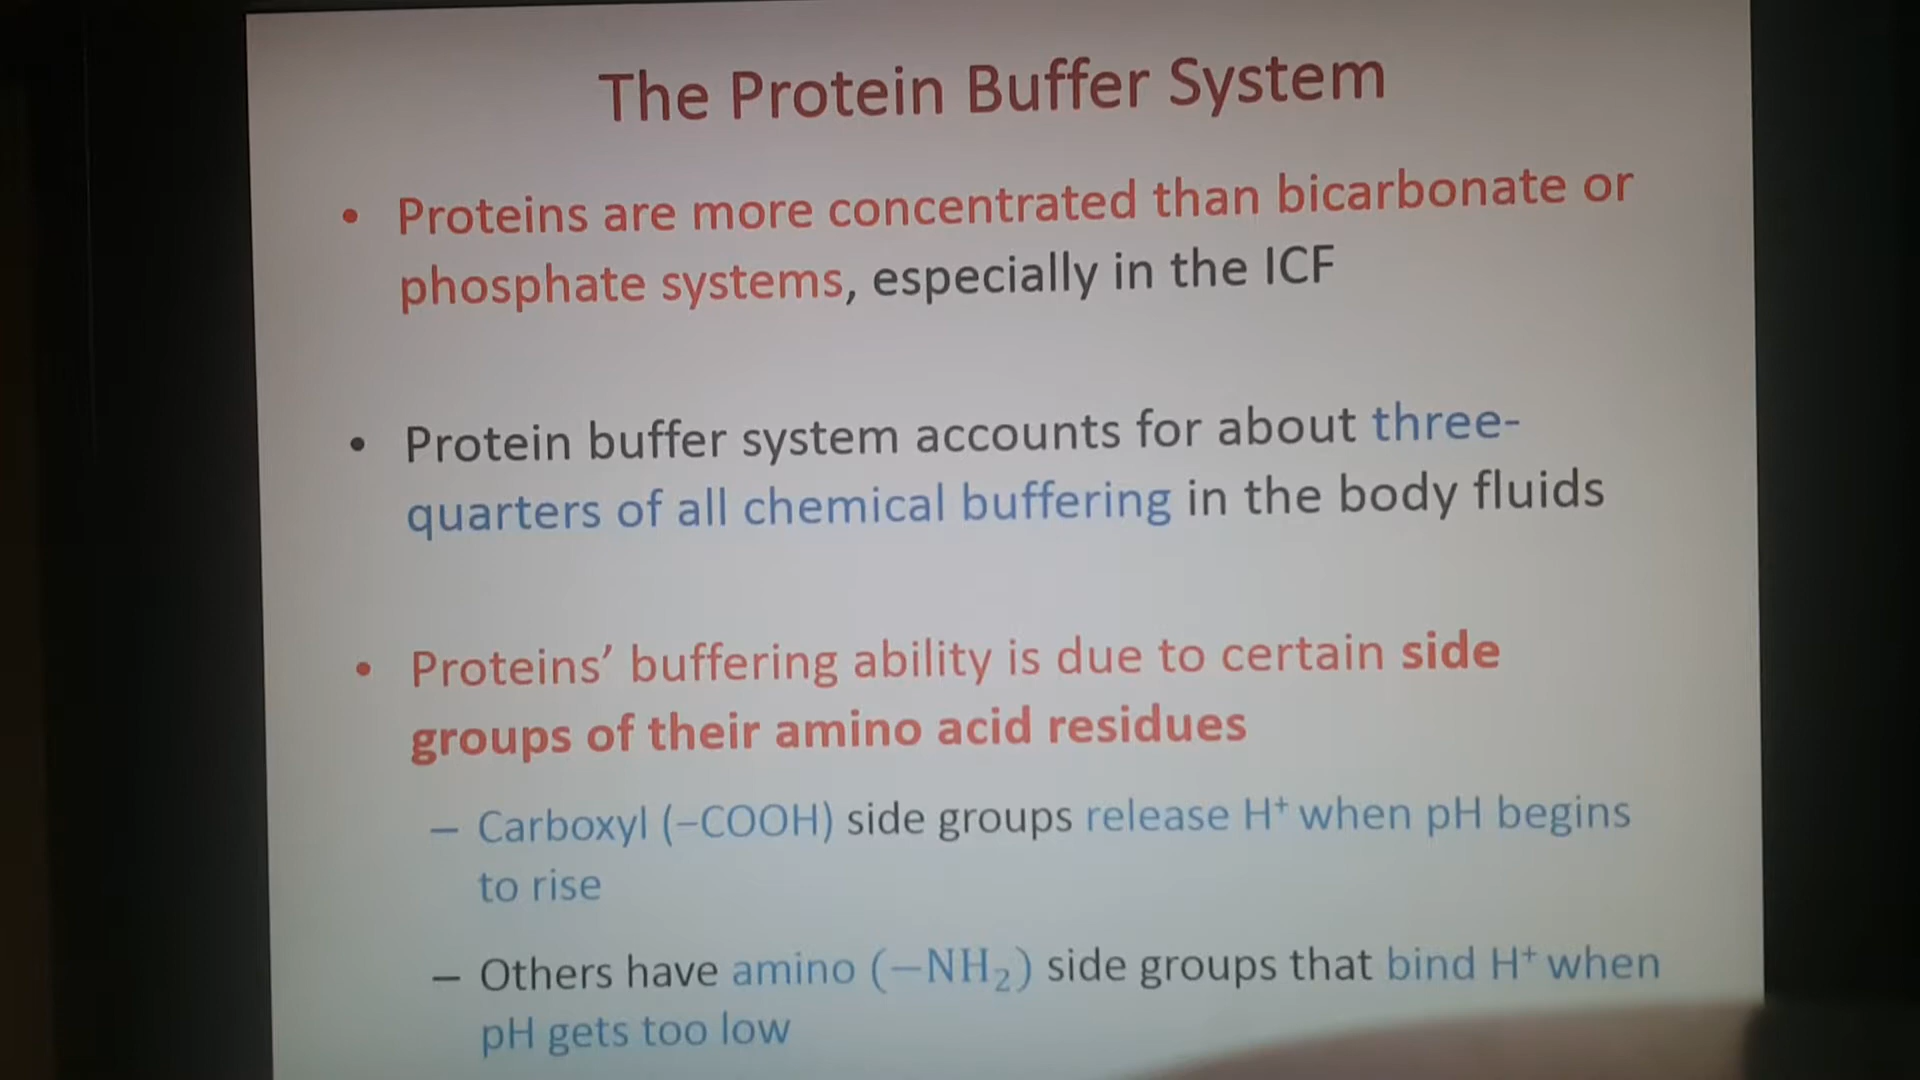 The Protein Buffer System
• Proteins are more concentrated than bicarbonate or
phosphate systems, especially in the ICF
• Protein buffer system accounts for about three-
quarters of all chemical buffering in the body fluids
• Proteins’ buffering ability is due to certain side
groups of their amino acid residues
– Carboxyl (–COOH) side groups release H⁺ when pH begins
to rise
– Others have amino (—NH₂) side groups that bind H⁺ when
pH gets too low